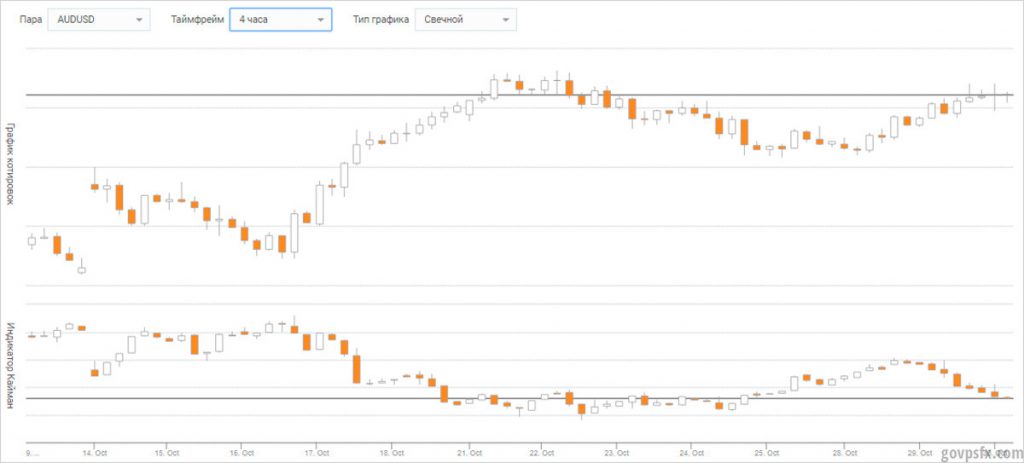 Пара AUDUSD Таймфрейм 4 часа Тип графика Свечной
График котировок
Индикатор Кайман
9. ... 14. Oct 15. Oct 16. Oct 17. Oct 18. Oct 21. Oct 22. Oct 23. Oct 24. Oct 25. Oct 28. Oct 29. Oct
govpsfx.com